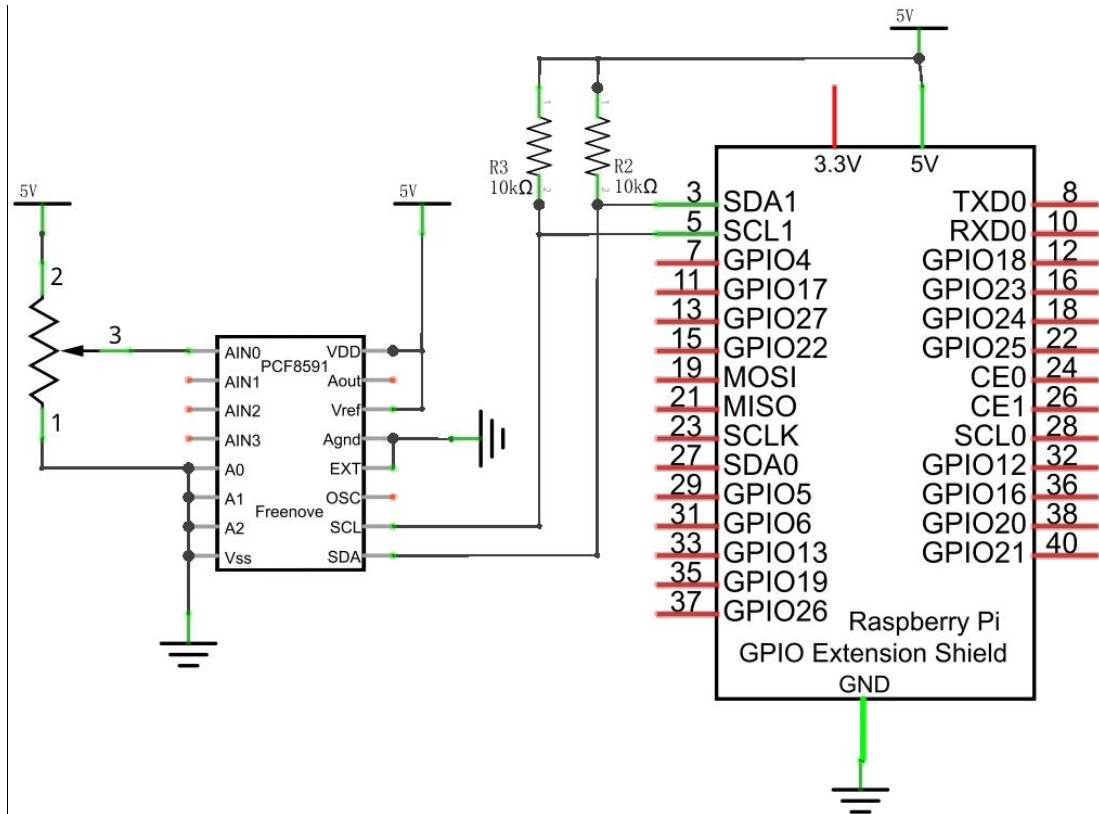 5V
5V
5V
R3
10kΩ
1
2
R2
10kΩ
1
2
2
3
1
PCF8591
AIN0
AIN1
AIN2
AIN3
A0
A1
A2
Vss
VDD
Aout
Vref
Agnd
EXT
OSC
SCL
SDA
Freenove
3.3V 5V
3 SDA1 TXD0 8
5 SCL1 RXD0 10
7 GPIO4 GPIO18 12
11 GPIO17 GPIO23 16
13 GPIO27 GPIO24 18
15 GPIO22 GPIO25 22
19 MOSI CE0 24
21 MISO CE1 26
23 SCLK SCL0 28
27 SDA0 GPIO12 32
29 GPIO5 GPIO16 36
31 GPIO6 GPIO20 38
33 GPIO13 GPIO21 40
35 GPIO19
37 GPIO26
Raspberry Pi
GPIO Extension Shield
GND